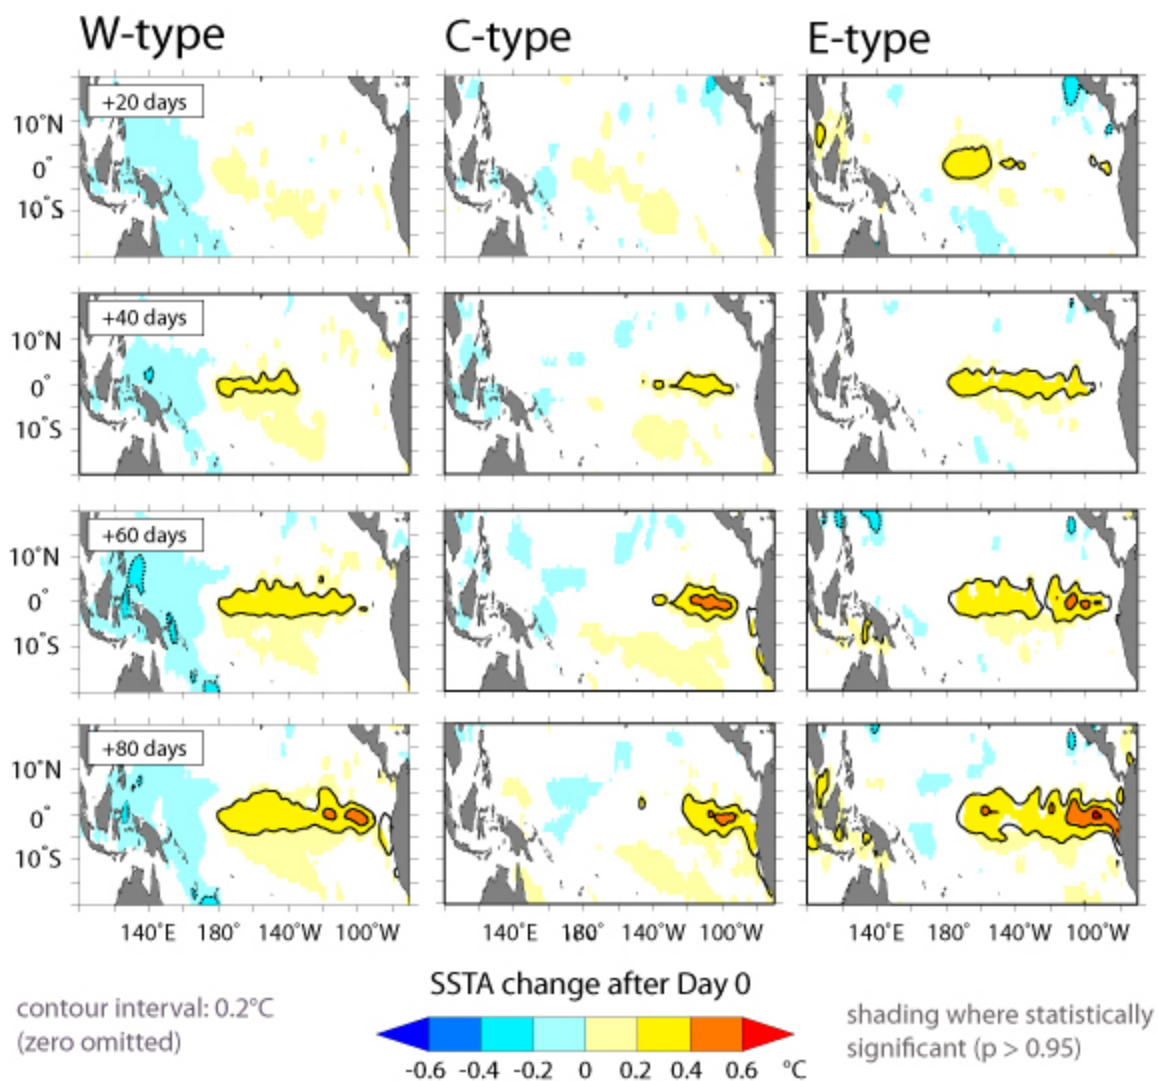 W-type C-type E-type
+20 days
10°N
0°
10°S
+40 days
10°N
0°
10°S
+60 days
10°N
0°
10°S
+80 days
10°N
0°
10°S
140°E 180° 140°W 100°W 140°E 180° 140°W 100°W 140°E 180° 140°W 100°W
SSTA change after Day 0
contour interval: 0.2°C
(zero omitted)
shading where statistically
significant (p > 0.95)
-0.6 -0.4 -0.2 0 0.2 0.4 0.6 °C